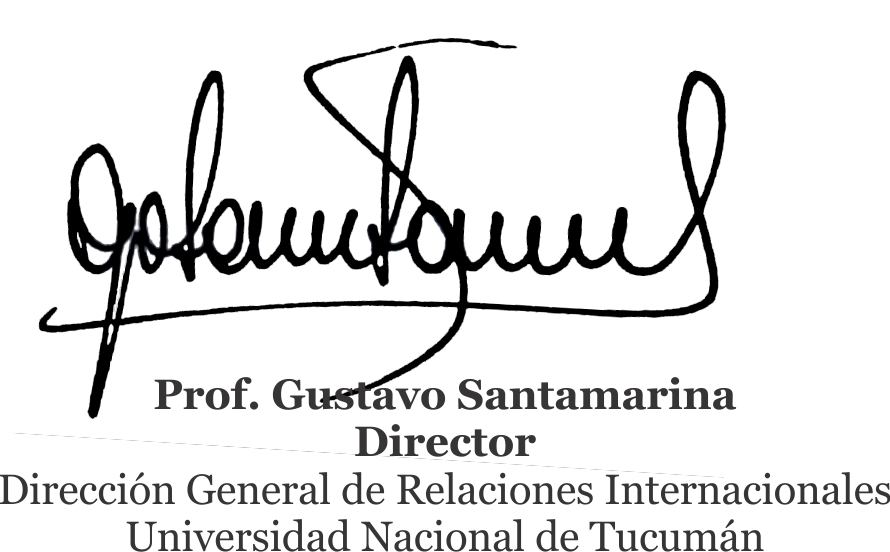 Prof. Gustavo Santamarina
Director
Dirección General de Relaciones Internacionales
Universidad Nacional de Tucumán